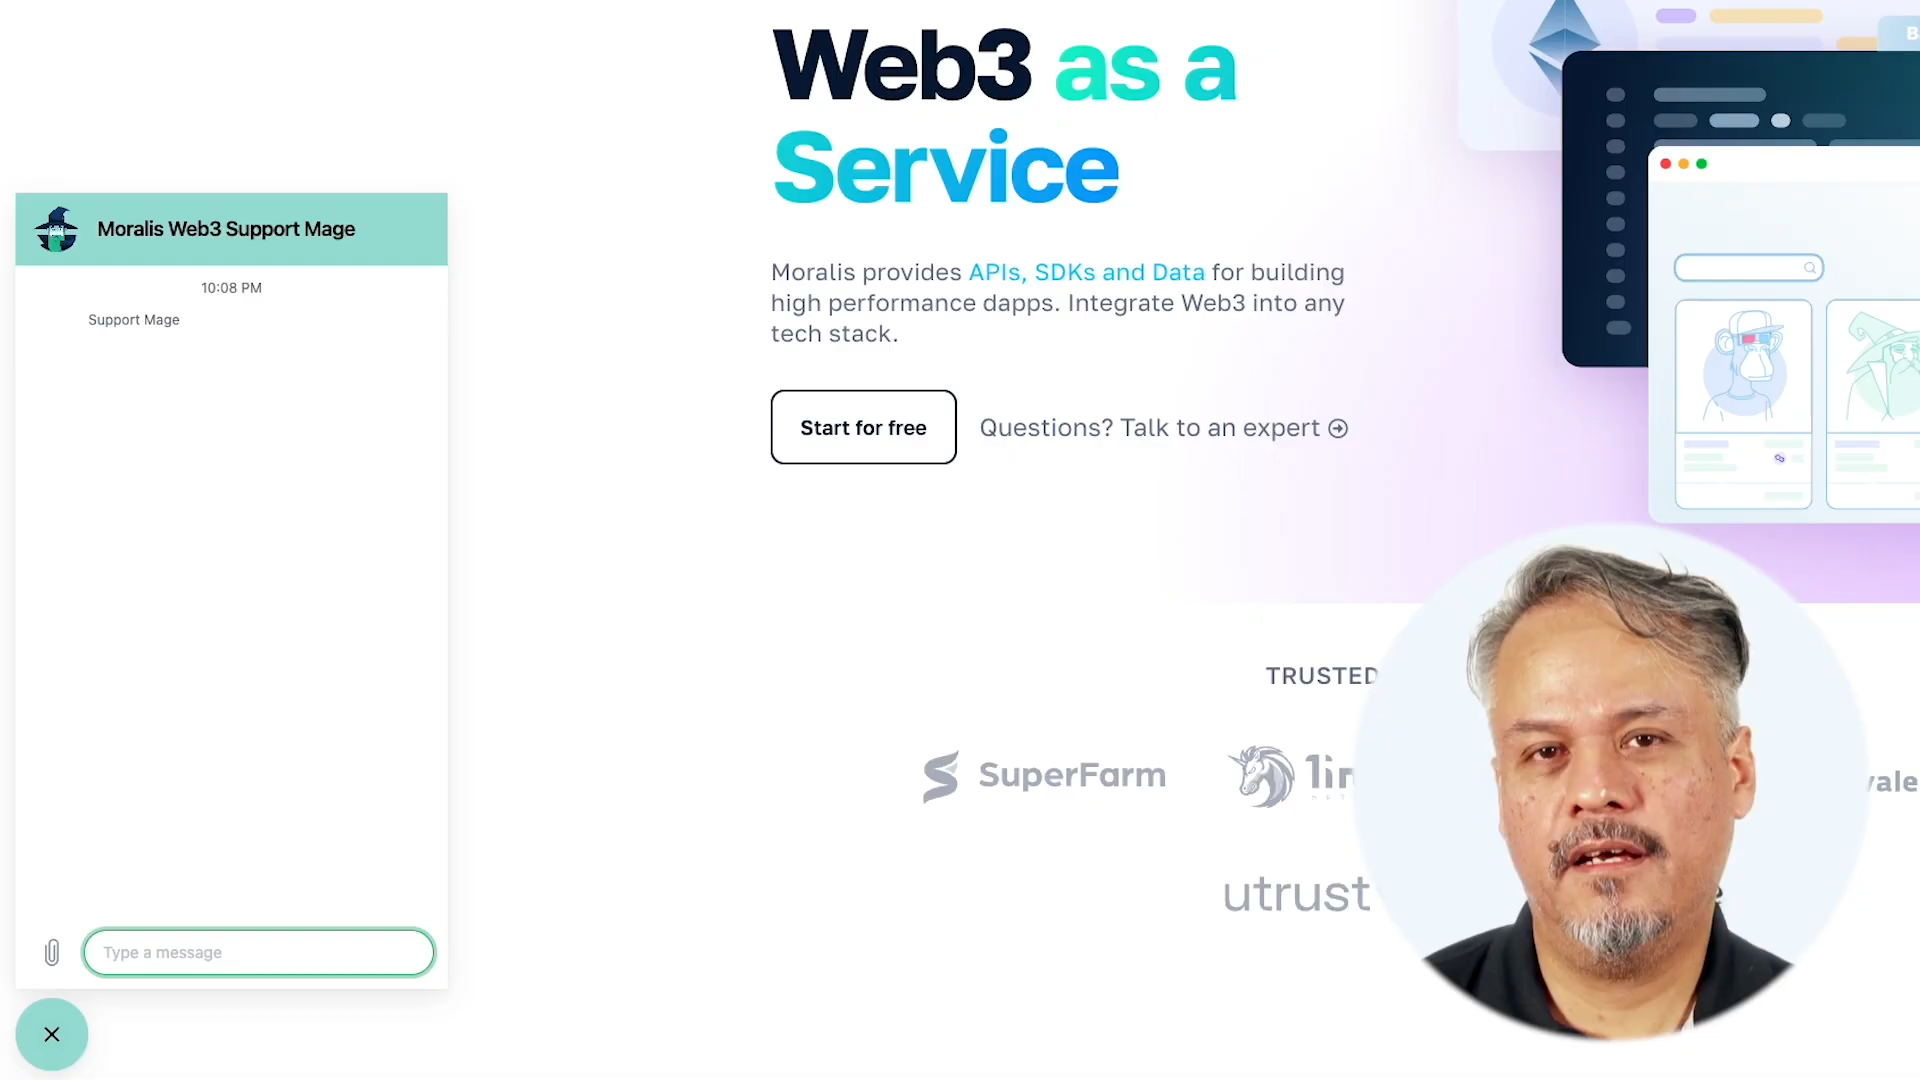 Web3 as a
Service
Moralis provides APIs, SDKs and Data for building
high performance dapps. Integrate Web3 into any
tech stack.
Start for free
Questions? Talk to an expert
Moralis Web3 Support Mage
10:08 PM
Support Mage
Type a message
TRUSTED
SuperFarm
utrust